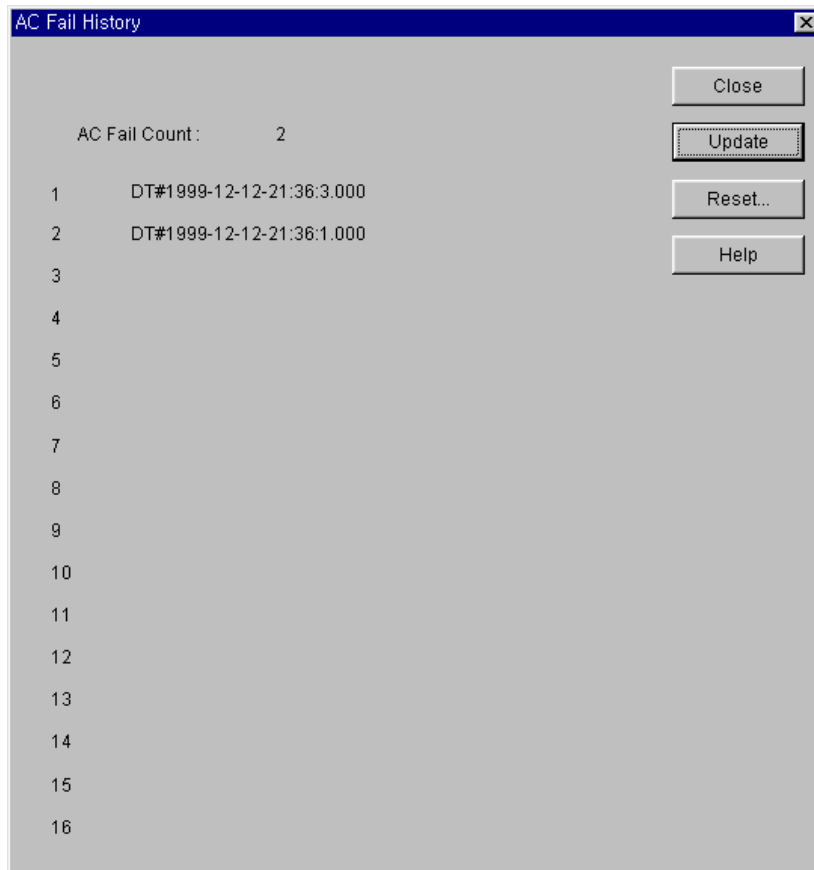 AC Fail History
Close
AC Fail Count : 2
Update
1 DT#1999-12-12-21:36:3.000
Reset...
2 DT#1999-12-12-21:36:1.000
Help
3
4
5
6
7
8
9
10
11
12
13
14
15
16